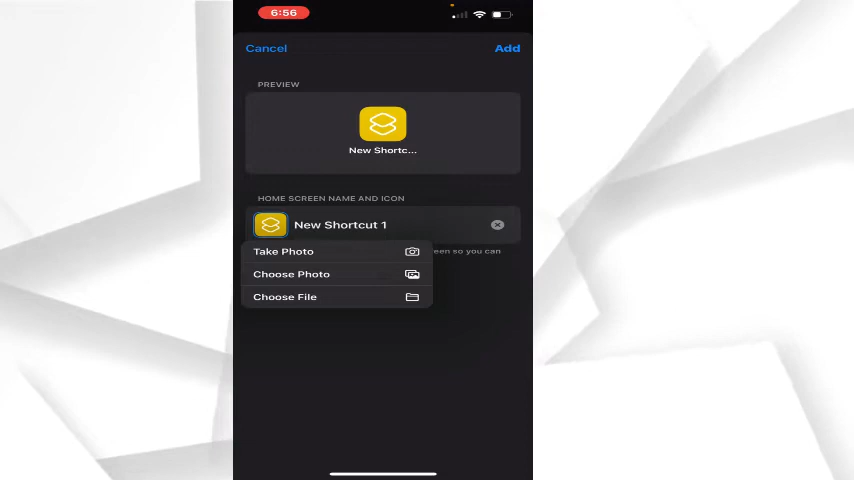 6:56
Cancel
Add
PREVIEW
New Shortc...
HOME SCREEN NAME AND ICON
New Shortcut 1
Take Photo
een so you can
Choose Photo
Choose File